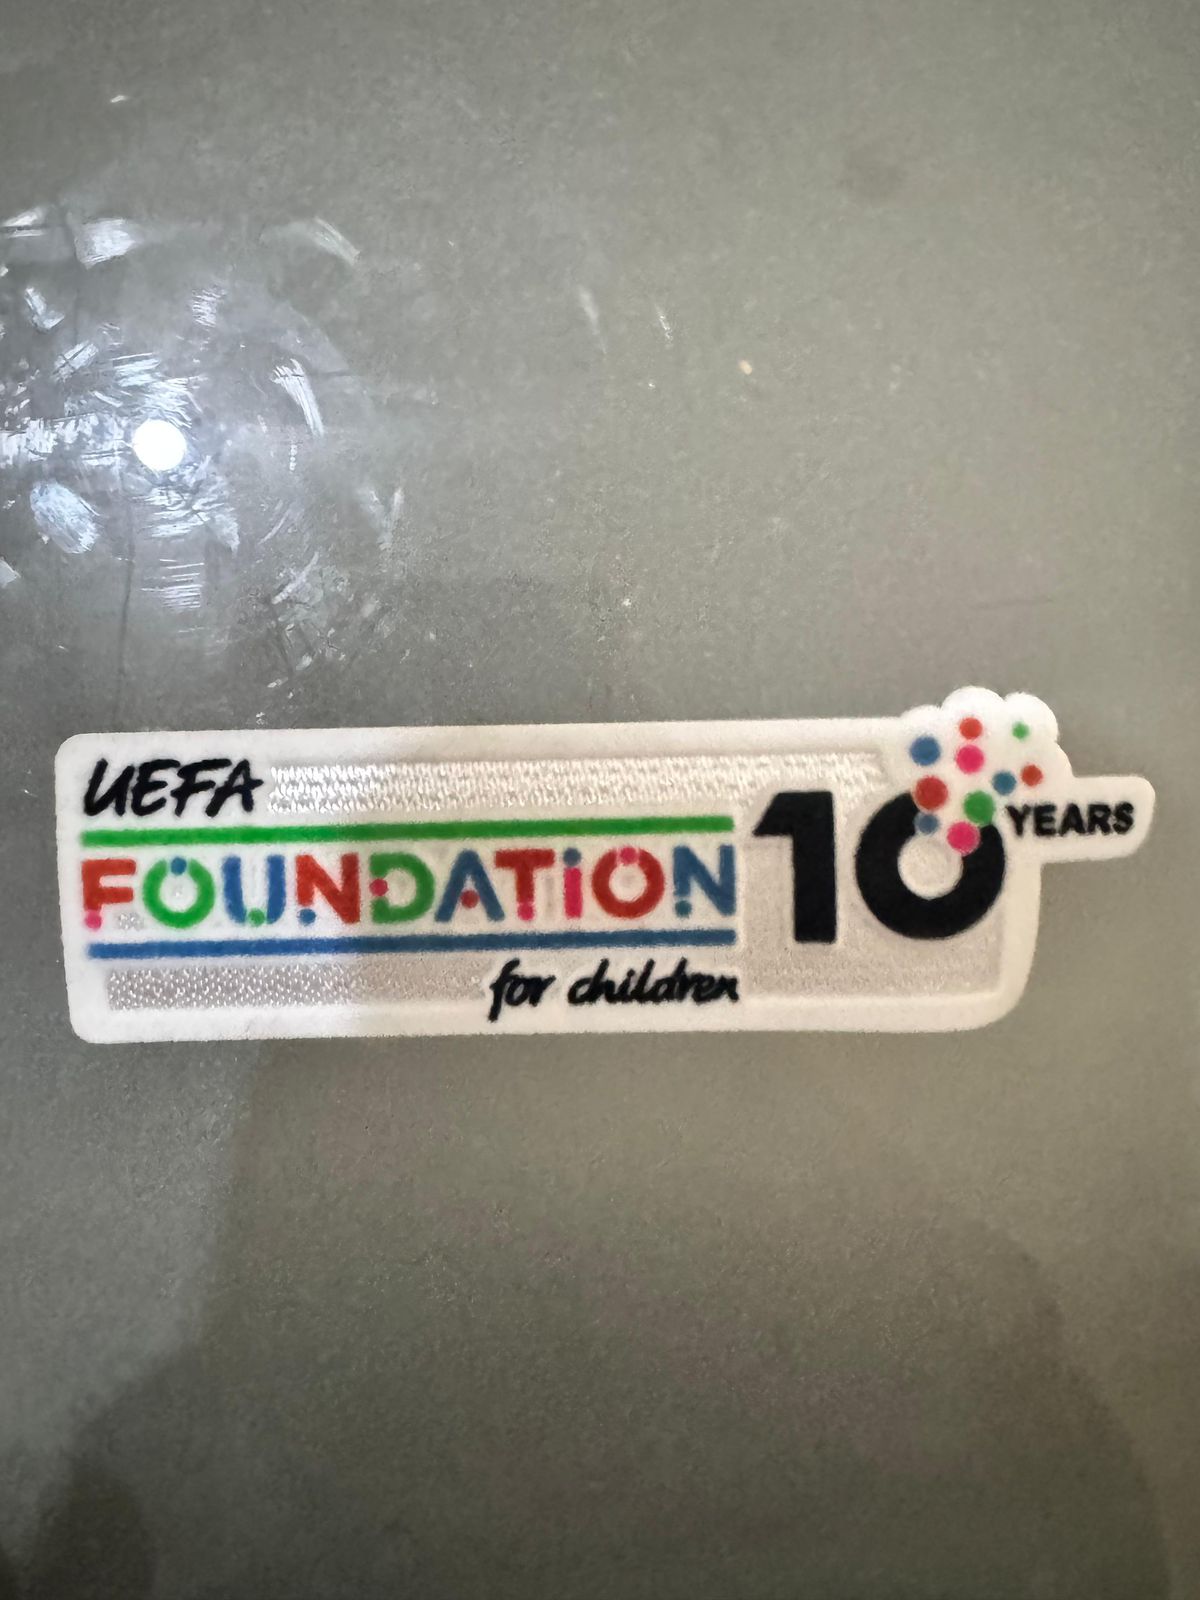 UEFA
FOUNDATION
for children
10 YEARS